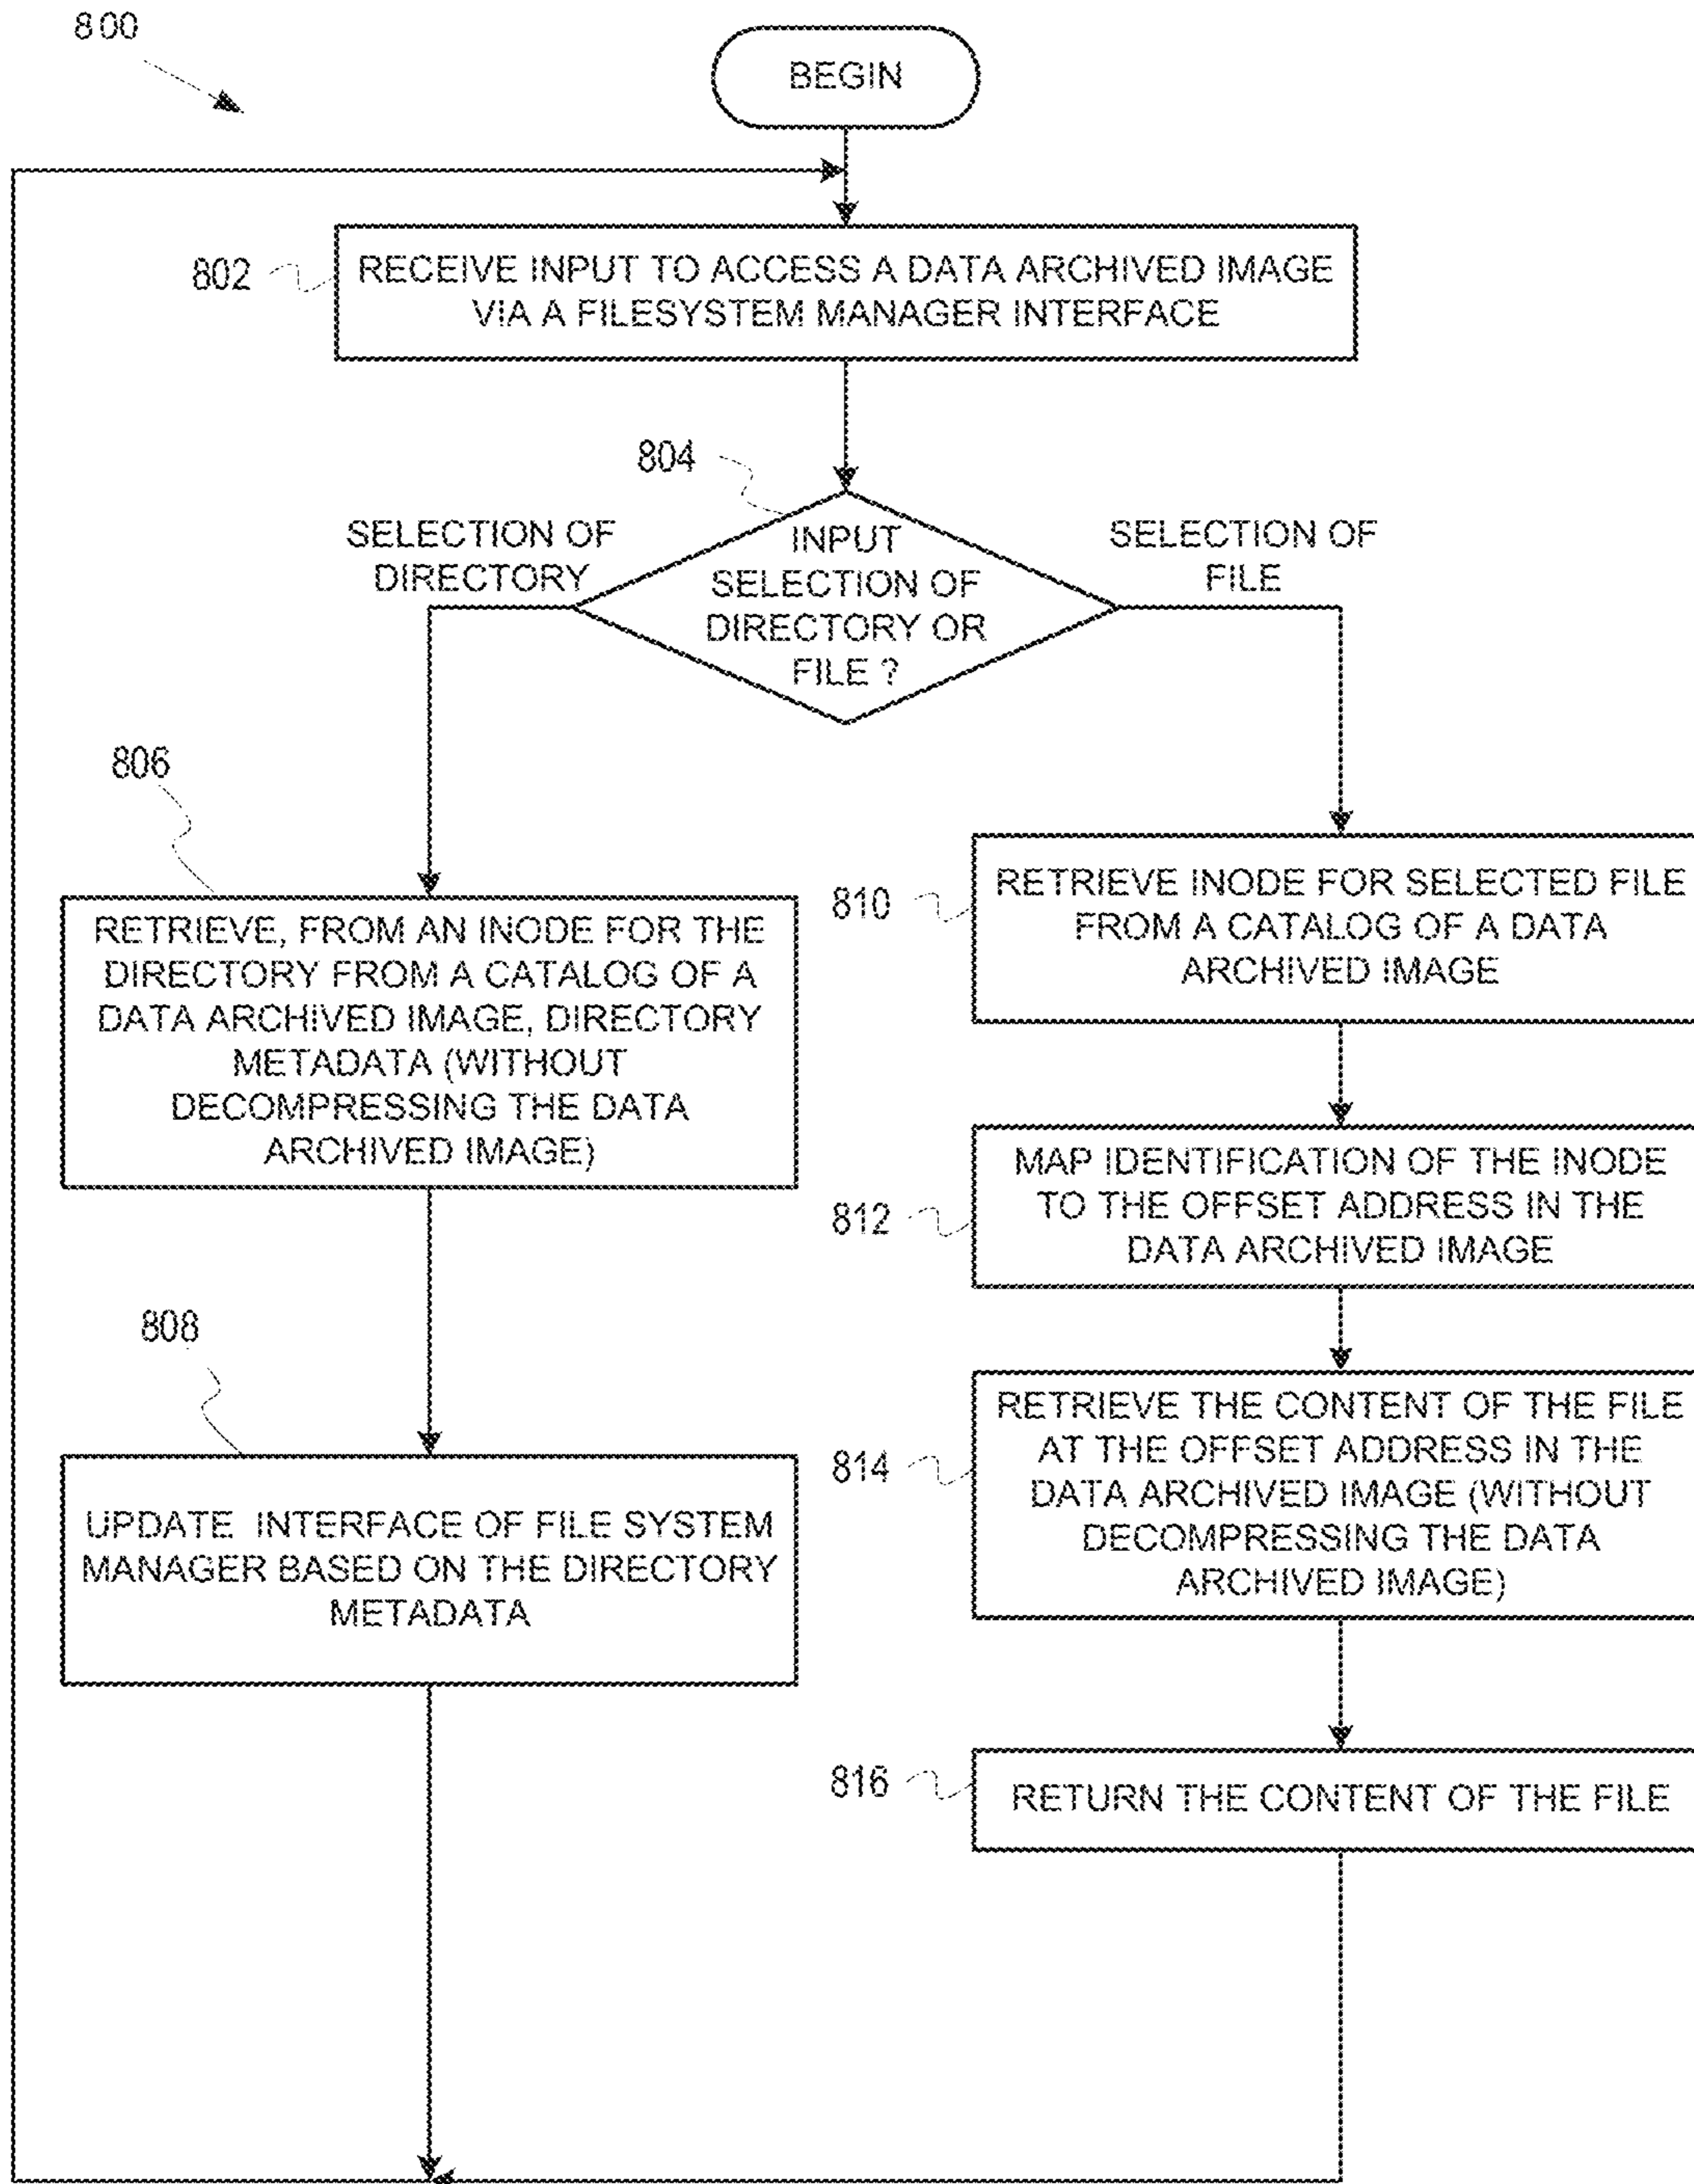 800
BEGIN
802
RECEIVE INPUT TO ACCESS A DATA ARCHIVED IMAGE
VIA A FILESYSTEM MANAGER INTERFACE
804
SELECTION OF
DIRECTORY
INPUT
SELECTION OF
DIRECTORY OR
FILE ?
SELECTION OF
FILE
806
RETRIEVE, FROM AN INODE FOR THE
DIRECTORY FROM A CATALOG OF A
DATA ARCHIVED IMAGE, DIRECTORY
METADATA (WITHOUT
DECOMPRESSING THE DATA
ARCHIVED IMAGE)
808
UPDATE INTERFACE OF FILE SYSTEM
MANAGER BASED ON THE DIRECTORY
METADATA
810
RETRIEVE INODE FOR SELECTED FILE
FROM A CATALOG OF A DATA
ARCHIVED IMAGE
812
MAP IDENTIFICATION OF THE INODE
TO THE OFFSET ADDRESS IN THE
DATA ARCHIVED IMAGE
814
RETRIEVE THE CONTENT OF THE FILE
AT THE OFFSET ADDRESS IN THE
DATA ARCHIVED IMAGE (WITHOUT
DECOMPRESSING THE DATA
ARCHIVED IMAGE)
816
RETURN THE CONTENT OF THE FILE